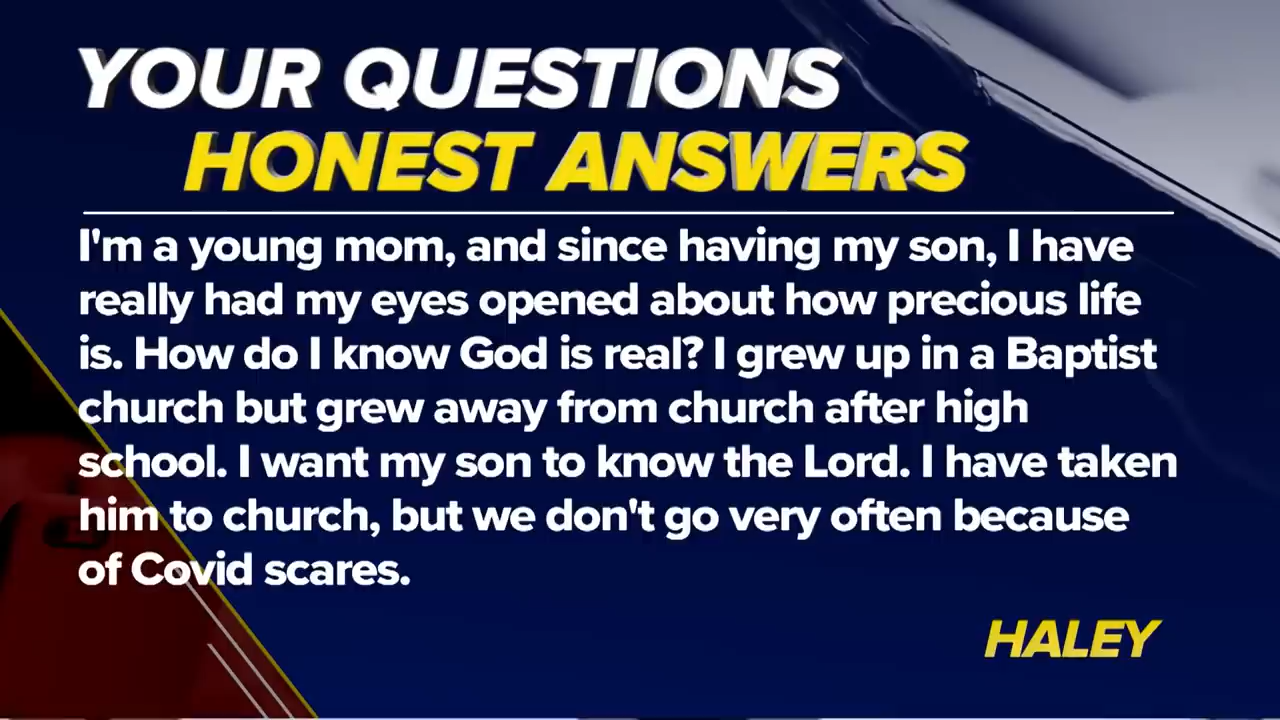 YOUR QUESTIONS
HONEST ANSWERS
I'm a young mom, and since having my son, I have
really had my eyes opened about how precious life
is. How do I know God is real? I grew up in a Baptist
church but grew away from church after high
school. I want my son to know the Lord. I have taken
him to church, but we don't go very often because
of Covid scares.
HALEY